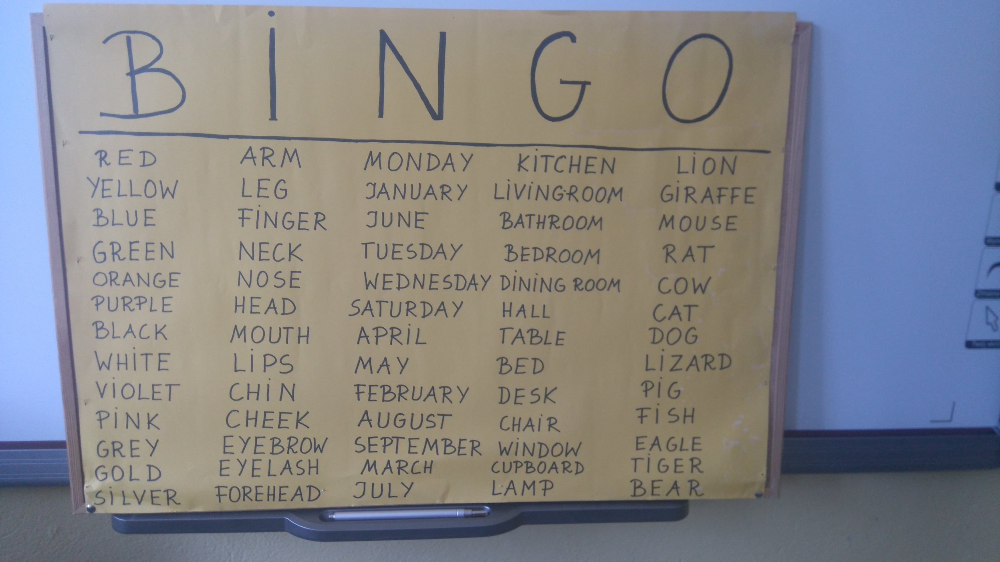 B İ N G O
RED ARM MONDAY KİTCHEN LİON
YELLOW LEG JANUARY LİVİNGROOM GİRAFFE
BLUE FİNGER JUNE BATHROOM MOUSE
GREEN NECK TUESDAY BEDROOM RAT
ORANGE NOSE WEDNESDAY DİNİNG ROOM COW
PURPLE HEAD SATURDAY HALL CAT
BLACK MOUTH APRİL TABLE DOG
WHİTE LİPS MAY BED LİZARD
VİOLET CHİN FEBRUARY DESK PİG
PİNK CHEEK AUGUST CHAİR FİSH
GREY EYEBROW SEPTEMBER WİNDOW EAGLE
GOLD EYELASH MARCH CUPBOARD TİGER
SİLVER FOREHEAD JULY LAMP BEAR